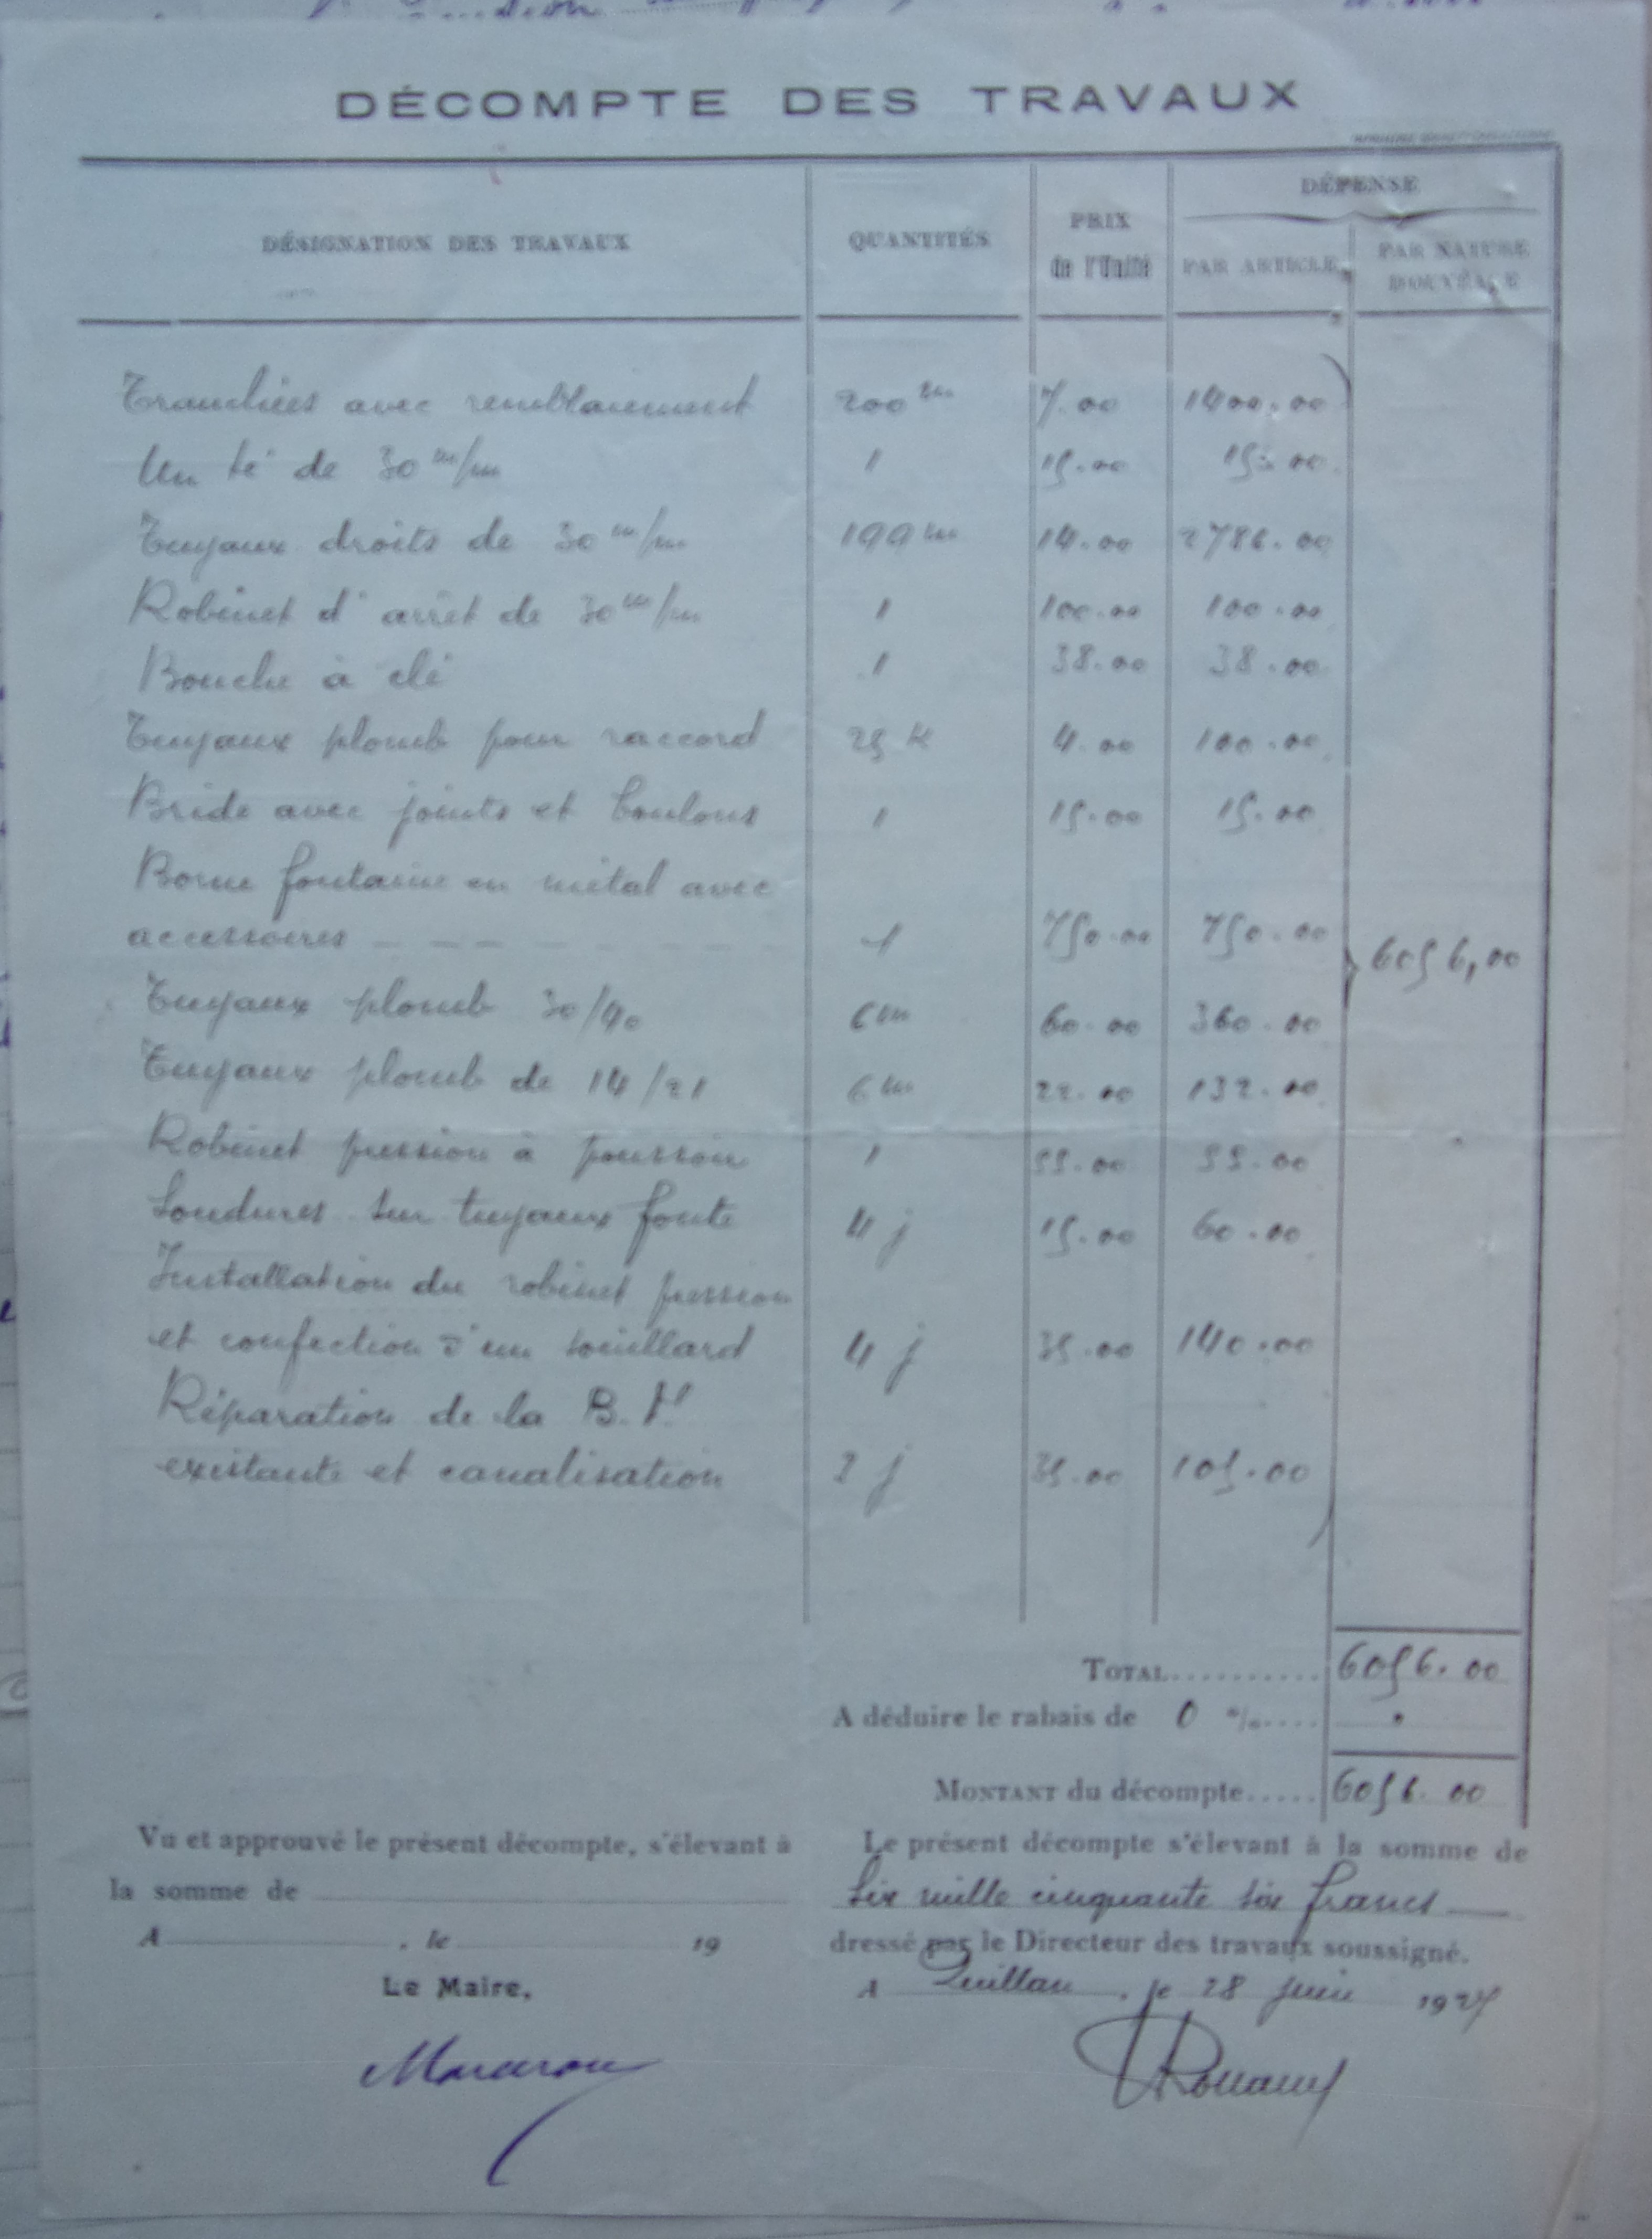 DÉCOMPTE DES TRAVAUX
DÉSIGNATION DES TRAVAUX QUANTITÉS PRIX de l'Unité DÉPENSE
PAR ARTICLE PAR NATURE D'OUVRAGE
Tranchées avec remblaiement 200 m 7.00 1400.00
Un té de 30 m/m 1 15.00 15.00
Tuyaux droits de 30 m/m 199 m 14.00 2786.00
Robinet d'arrêt de 30 m/m 1 100.00 100.00
Bouche à clé 1 38.00 38.00
Tuyaux plomb pour raccord 25 K 4.00 100.00
Bride avec joints et boulons 1 15.00 15.00
Borne fontaine en métal avec
accessoires 1 750.00 750.00 6056,00
Tuyaux plomb 30/40 6 m 60.00 360.00
Tuyaux plomb de 14/21 6 m 22.00 132.00
Robinet pression à poussoir 1 55.00 55.00
Soudures sur tuyaux fonte 4 j 15.00 60.00
Installation du robinet pression
et confection d'un souillard 4 j 35.00 140.00
Réparation de la B.F.
existante et canalisation j 35.00 105.00
TOTAL.......... 6056.00
A déduire le rabais de 0 %....
MONTANT du décompte..... 6056.00
Vu et approuvé le présent décompte, s'élevant à
la somme de
A , le 19
Le Maire,
Le présent décompte s'élevant à la somme de
Six mille cinquante six francs
dressé par le Directeur des travaux soussigné.
A Quillan, le 28 juin 1927